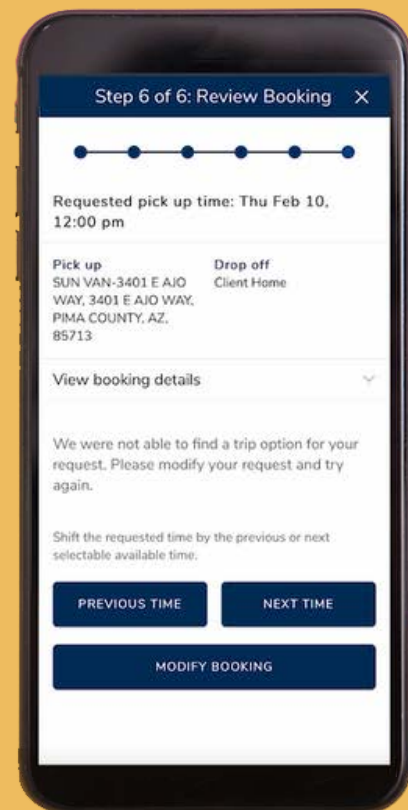 Step 6 of 6: Review Booking ×
Requested pick up time: Thu Feb 10,
12:00 pm
Pick up
SUN VAN-3401 E AJO
WAY, 3401 E AJO WAY,
PIMA COUNTY, AZ,
85713
Drop off
Client Home
View booking details
We were not able to find a trip option for your
request. Please modify your request and try
again.
Shift the requested time by the previous or next
selectable available time.
PREVIOUS TIME
NEXT TIME
MODIFY BOOKING